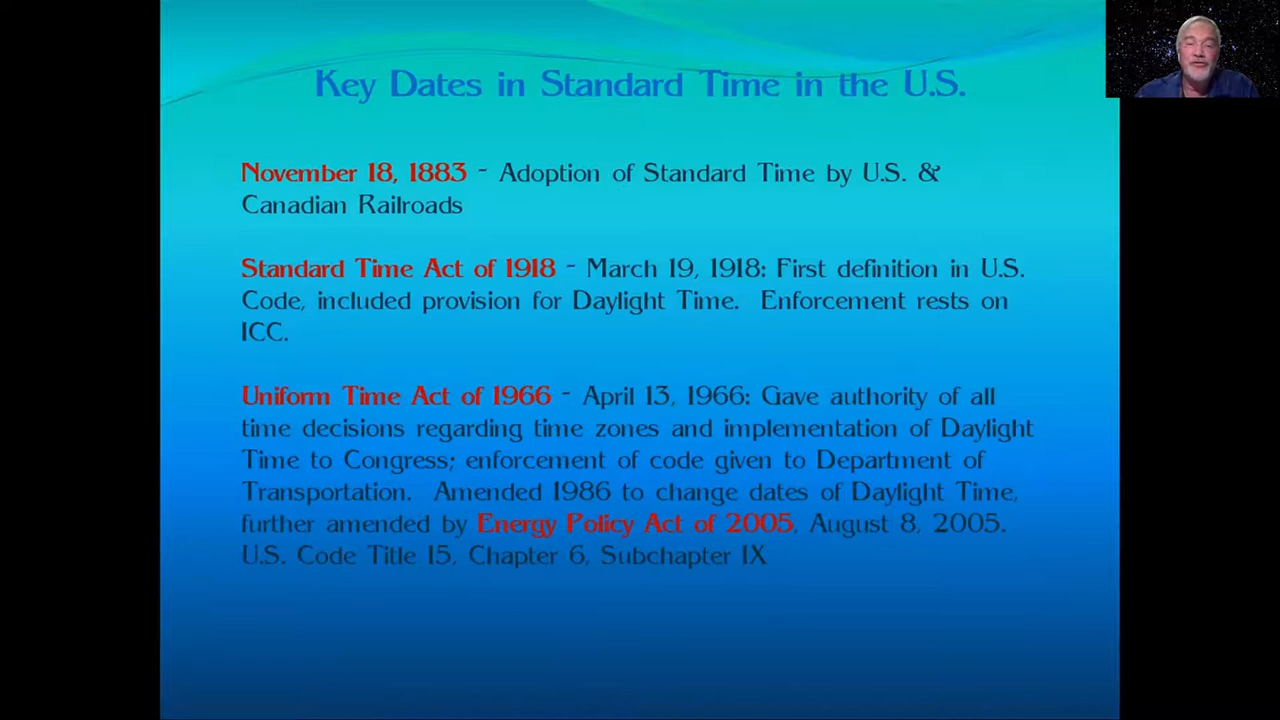 Key Dates in Standard Time in the U.S.
November 18, 1883 - Adoption of Standard Time by U.S. &
Canadian Railroads
Standard Time Act of 1918 - March 19, 1918: First definition in U.S.
Code, included provision for Daylight Time. Enforcement rests on
ICC.
Uniform Time Act of 1966 - April 13, 1966: Gave authority of all
time decisions regarding time zones and implementation of Daylight
Time to Congress; enforcement of code given to Department of
Transportation. Amended 1986 to change dates of Daylight Time,
further amended by Energy Policy Act of 2005, August 8, 2005.
U.S. Code Title 15, Chapter 6, Subchapter IX